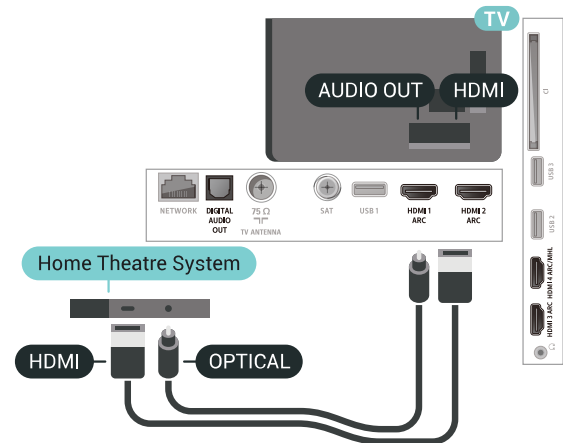 TV
AUDIO OUT
HDMI
CI
USB 3
USB 2
HDMI 4 ARC/MHL
HDMI 3 ARC
NETWORK
DIGITAL
AUDIO
OUT
75 Ω
TV ANTENNA
SAT
USB 1
HDMI 1
ARC
HDMI 2
ARC
Home Theatre System
HDMI
OPTICAL